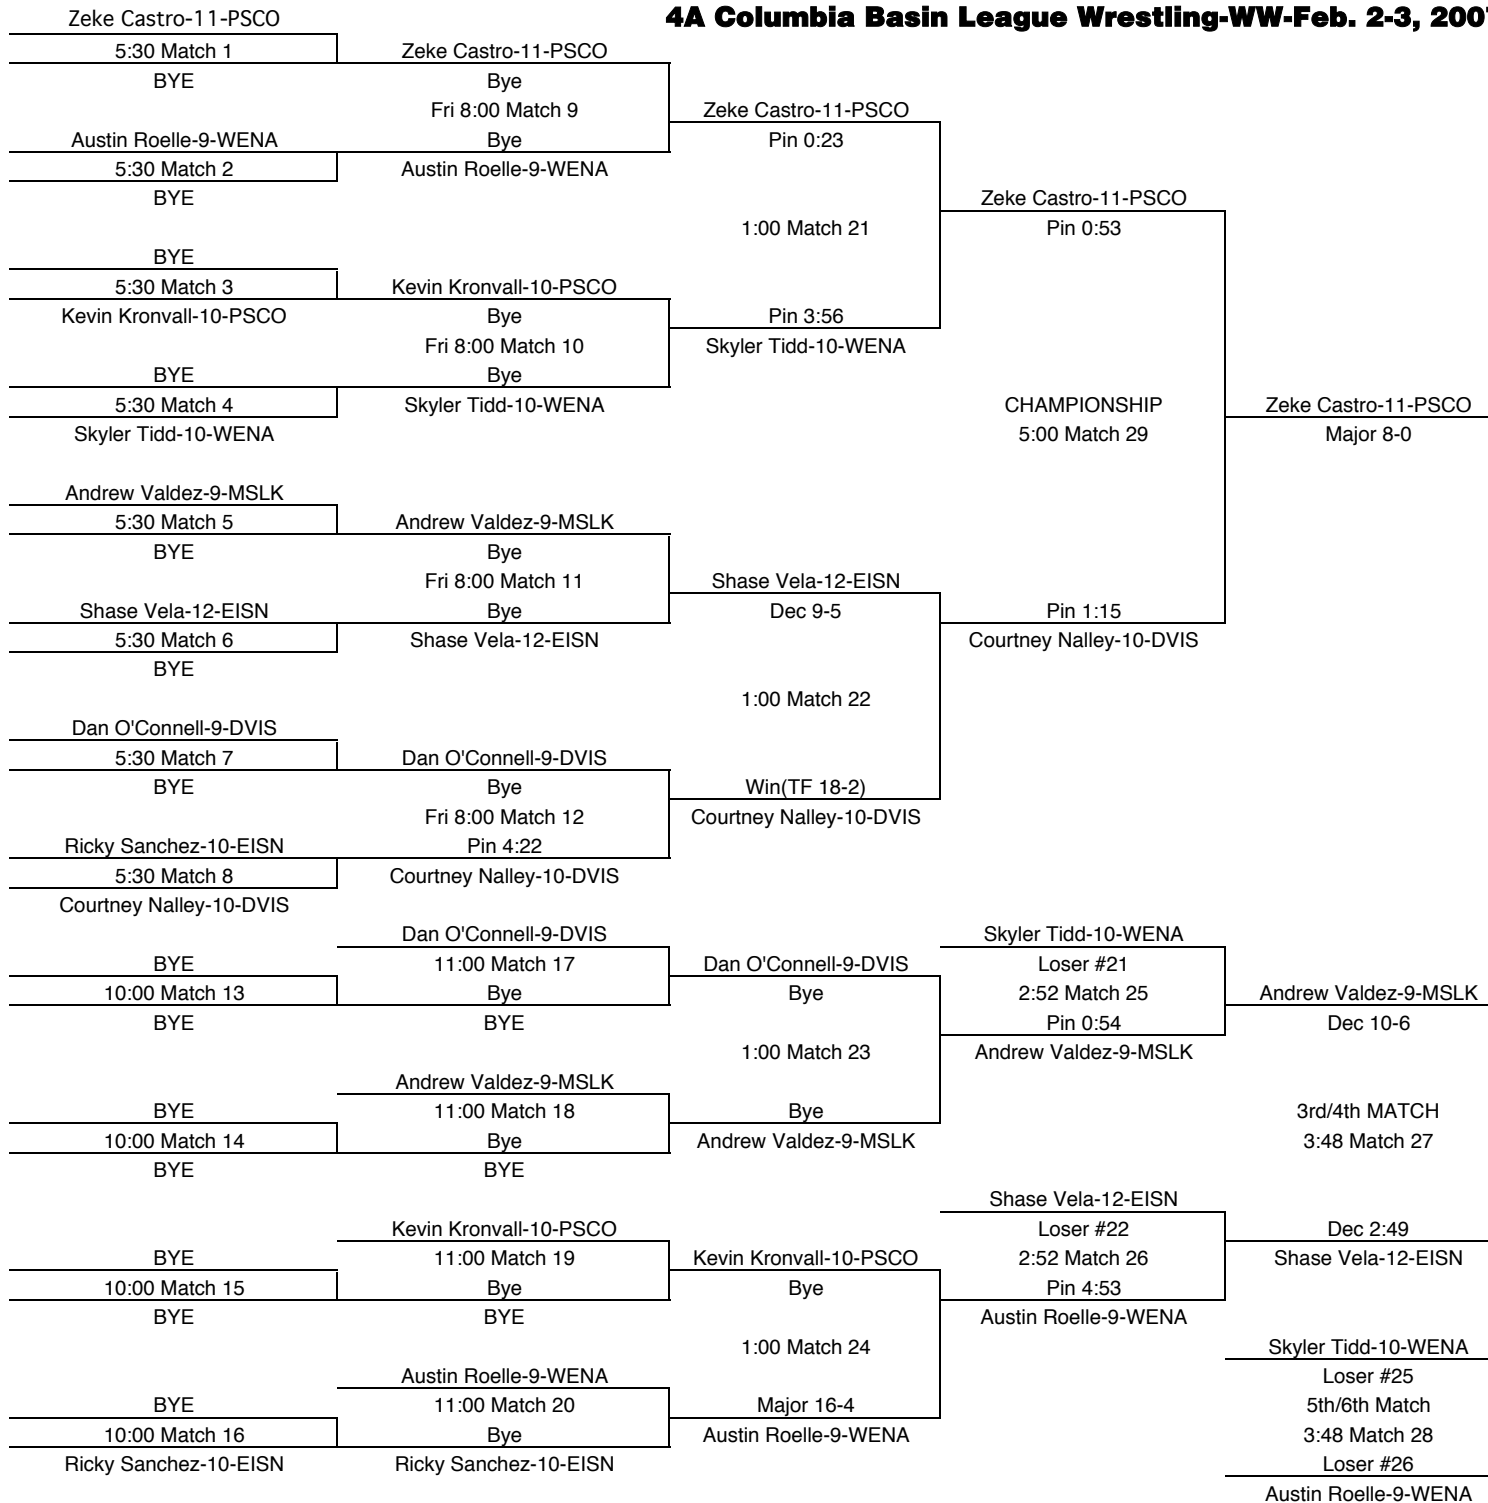 4A Columbia Basin League Wrestling-WW-Feb. 2-3, 2007
Zeke Castro-11-PSCO
5:30 Match 1
BYE
Austin Roelle-9-WENA
5:30 Match 2
BYE
BYE
5:30 Match 3
Kevin Kronvall-10-PSCO
BYE
5:30 Match 4
Skyler Tidd-10-WENA
Andrew Valdez-9-MSLK
5:30 Match 5
BYE
Shase Vela-12-EISN
5:30 Match 6
BYE
Dan O'Connell-9-DVIS
5:30 Match 7
BYE
Ricky Sanchez-10-EISN
5:30 Match 8
Courtney Nalley-10-DVIS
BYE
10:00 Match 13
BYE
BYE
10:00 Match 14
BYE
BYE
10:00 Match 15
BYE
BYE
10:00 Match 16
Ricky Sanchez-10-EISN
Zeke Castro-11-PSCO
Bye
Fri 8:00 Match 9
Bye
Austin Roelle-9-WENA
Kevin Kronvall-10-PSCO
Bye
Fri 8:00 Match 10
Bye
Skyler Tidd-10-WENA
Andrew Valdez-9-MSLK
Bye
Fri 8:00 Match 11
Bye
Shase Vela-12-EISN
Dan O'Connell-9-DVIS
Bye
Fri 8:00 Match 12
Pin 4:22
Courtney Nalley-10-DVIS
Dan O'Connell-9-DVIS
11:00 Match 17
Bye
BYE
Andrew Valdez-9-MSLK
11:00 Match 18
Bye
BYE
Kevin Kronvall-10-PSCO
11:00 Match 19
Bye
BYE
Austin Roelle-9-WENA
11:00 Match 20
Bye
Ricky Sanchez-10-EISN
Zeke Castro-11-PSCO
Pin 0:23
1:00 Match 21
Pin 3:56
Skyler Tidd-10-WENA
Shase Vela-12-EISN
Dec 9-5
1:00 Match 22
Win(TF 18-2)
Courtney Nalley-10-DVIS
Dan O'Connell-9-DVIS
Bye
1:00 Match 23
Bye
Andrew Valdez-9-MSLK
Kevin Kronvall-10-PSCO
Bye
1:00 Match 24
Major 16-4
Austin Roelle-9-WENA
Zeke Castro-11-PSCO
Pin 0:53
CHAMPIONSHIP
5:00 Match 29
Pin 1:15
Courtney Nalley-10-DVIS
Skyler Tidd-10-WENA
Loser #21
2:52 Match 25
Pin 0:54
Andrew Valdez-9-MSLK
Shase Vela-12-EISN
Loser #22
2:52 Match 26
Pin 4:53
Austin Roelle-9-WENA
Zeke Castro-11-PSCO
Major 8-0
Andrew Valdez-9-MSLK
Dec 10-6
3rd/4th MATCH
3:48 Match 27
Dec 2:49
Shase Vela-12-EISN
Skyler Tidd-10-WENA
Loser #25
5th/6th Match
3:48 Match 28
Loser #26
Austin Roelle-9-WENA